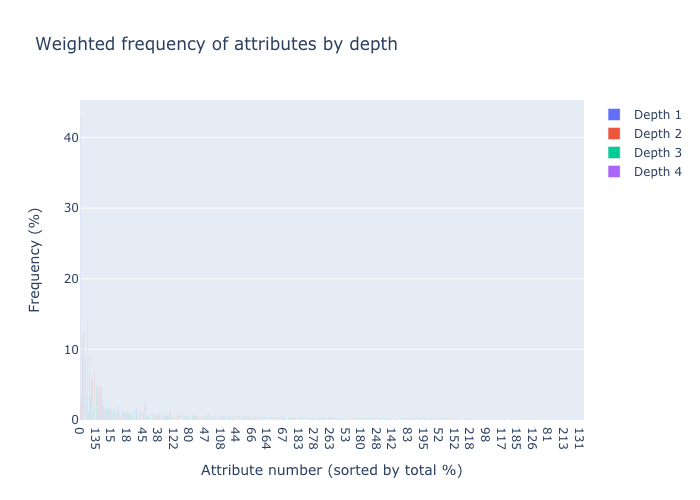 Weighted frequency of attributes by depth
Depth 1
Depth 2
Depth 3
Depth 4
40
30
20
10
0
Frequency (%)
0 135 15 18 45 38 122 80 47 108 44 66 164 67 183 278 263 53 180 248 142 83 195 52 152 218 98 117 185 126 81 213 131
Attribute number (sorted by total %)